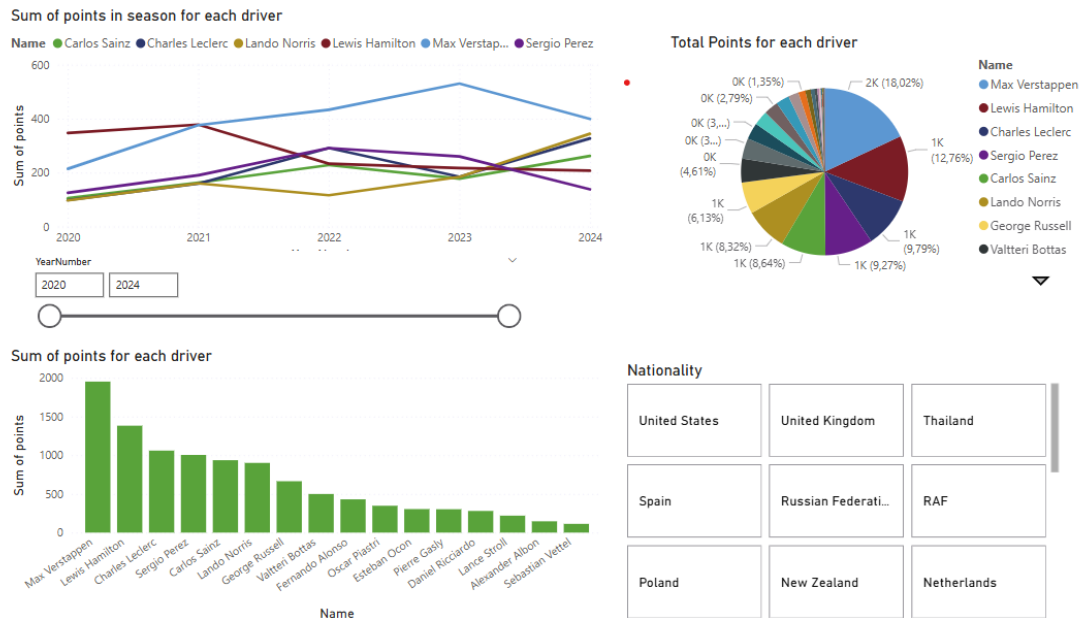 Sum of points in season for each driver
Name Carlos Sainz Charles Leclerc Lando Norris Lewis Hamilton Max Verstap... Sergio Perez
Sum of points
600
400
200
0
2020 2021 2022 2023 2024
YearNumber
2020 2024
Total Points for each driver
0K (1,35%)
0K (2,79%)
0K (3,...)
0K (3...)
0K
(4,61%)
1K
(6,13%)
1K (8,32%)
1K (8,64%)
1K (9,27%)
1K
(9,79%)
1K
(12,76%)
2K (18,02%)
Name
Max Verstappen
Lewis Hamilton
Charles Leclerc
Sergio Perez
Carlos Sainz
Lando Norris
George Russell
Valtteri Bottas
Sum of points for each driver
Sum of points
2000
1500
1000
500
0
Max Verstappen
Lewis Hamilton
Charles Leclerc
Sergio Perez
Carlos Sainz
Lando Norris
George Russell
Valtteri Bottas
Fernando Alonso
Oscar Piastri
Esteban Ocon
Pierre Gasly
Daniel Ricciardo
Lance Stroll
Alexander Albon
Sebastian Vettel
Name
Nationality
United States United Kingdom Thailand
Spain Russian Federati... RAF
Poland New Zealand Netherlands